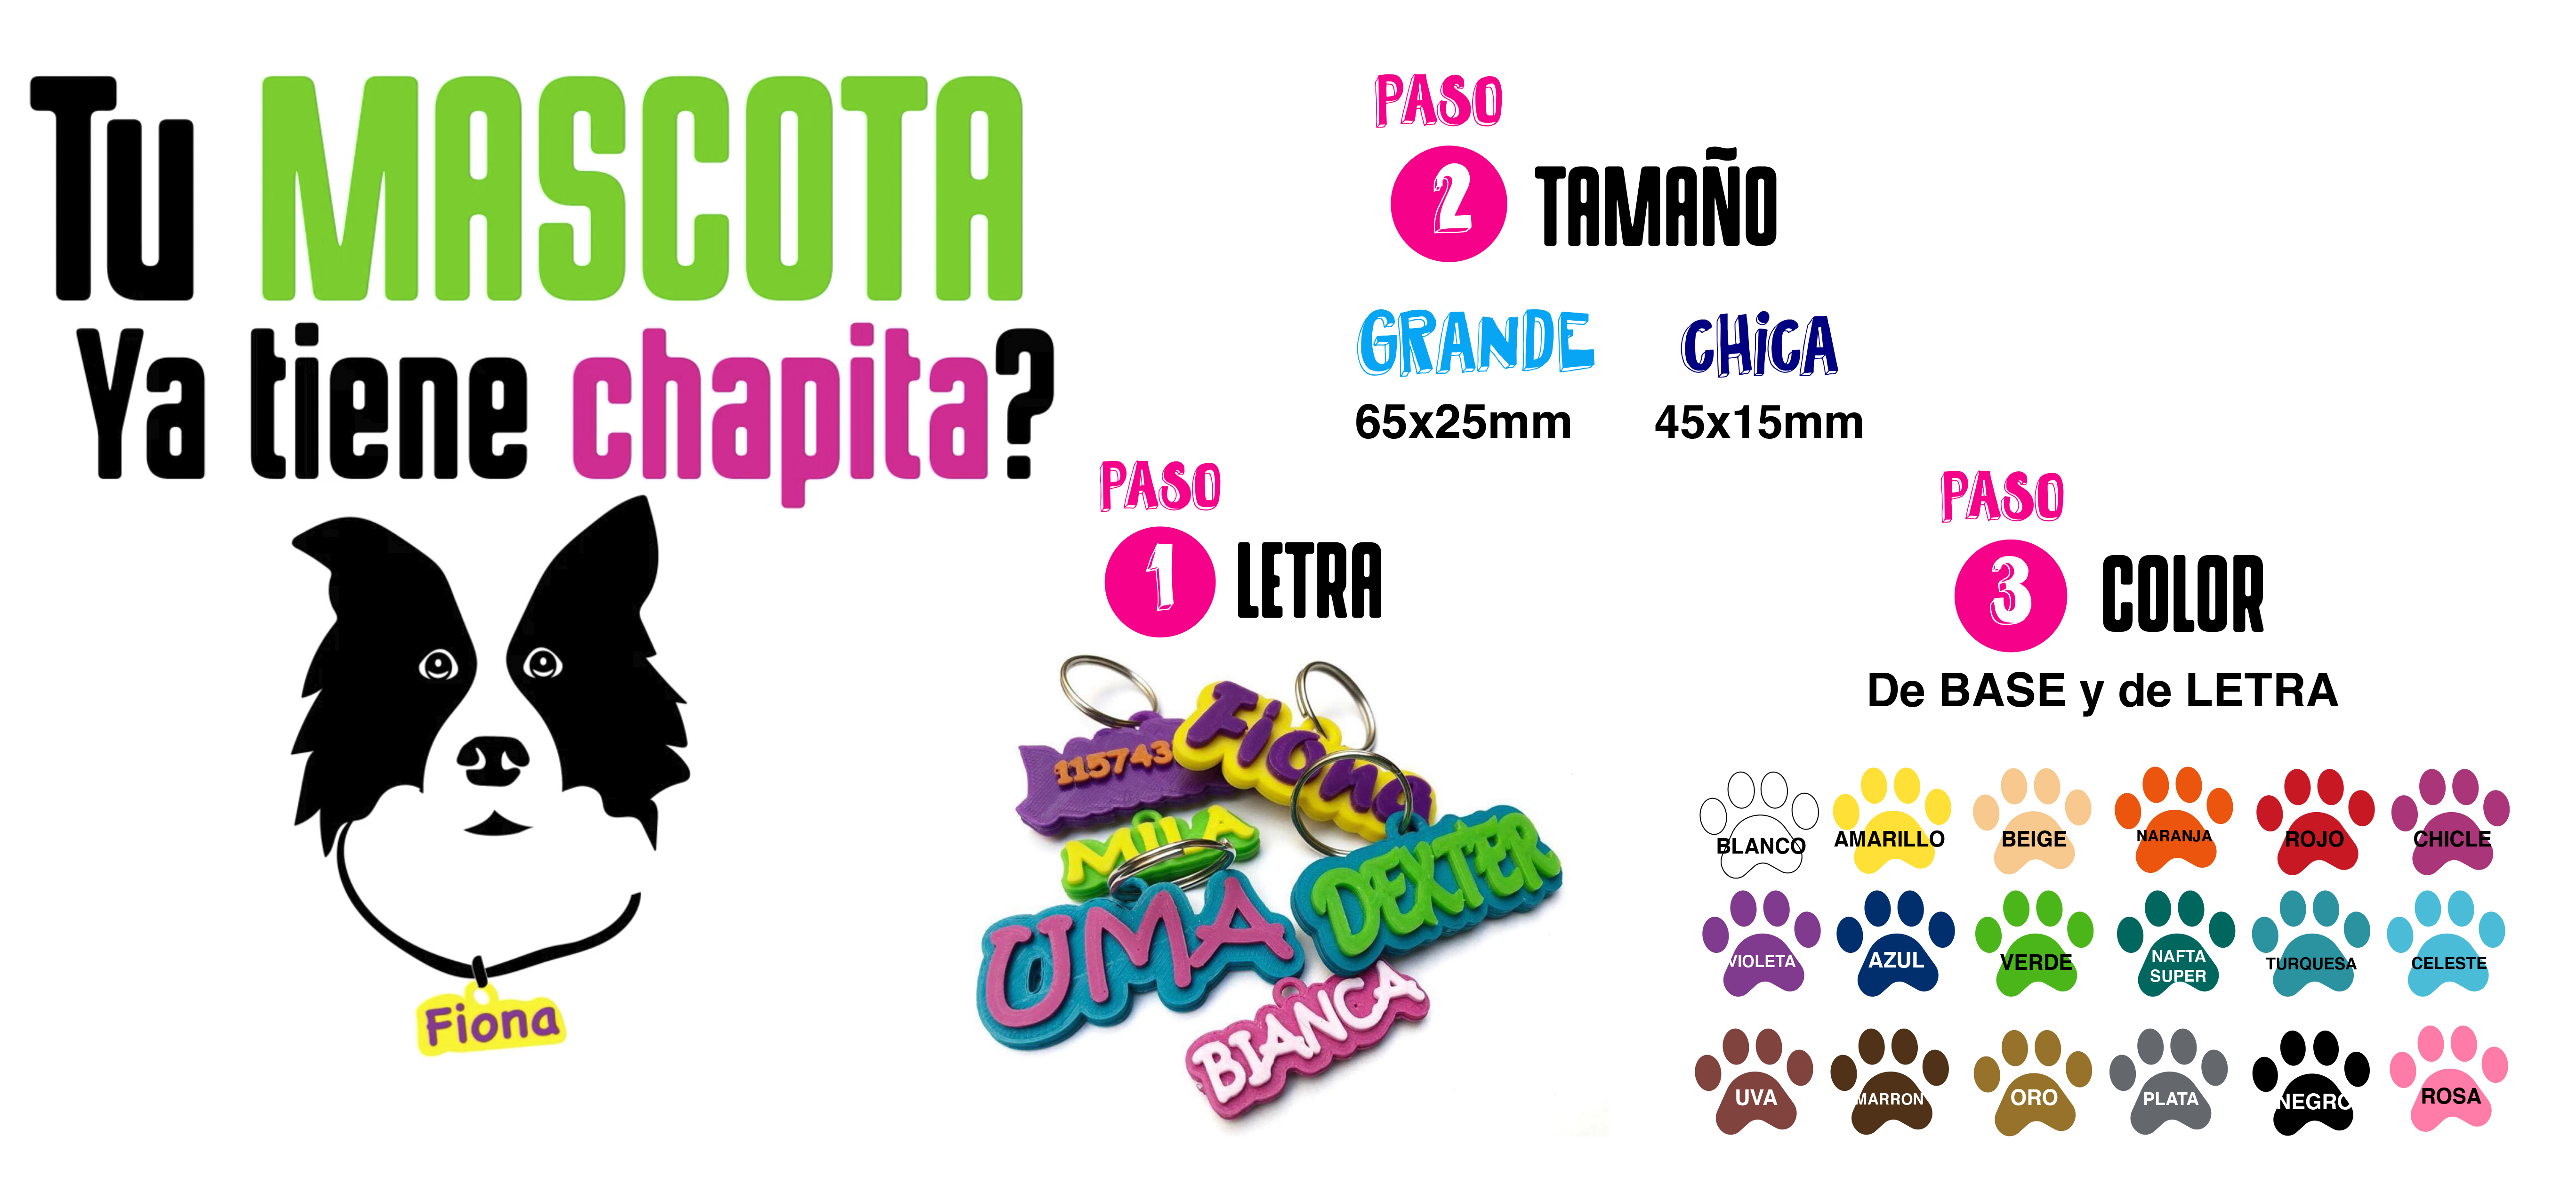 Tu MASCOTA
Ya tiene chapita?
Fiona
PASO
1 LETRA
115743
Fiona
MILA
DEXTER
UMA
BIANCA
PASO
2 TAMAÑO
GRANDE CHiCA
65x25mm 45x15mm
PASO
3 COLOR
De BASE y de LETRA
BLANCO AMARILLO BEIGE NARANJA ROJO CHICLE
VIOLETA AZUL VERDE NAFTA SUPER TURQUESA CELESTE
UVA MARRON ORO PLATA NEGRO ROSA